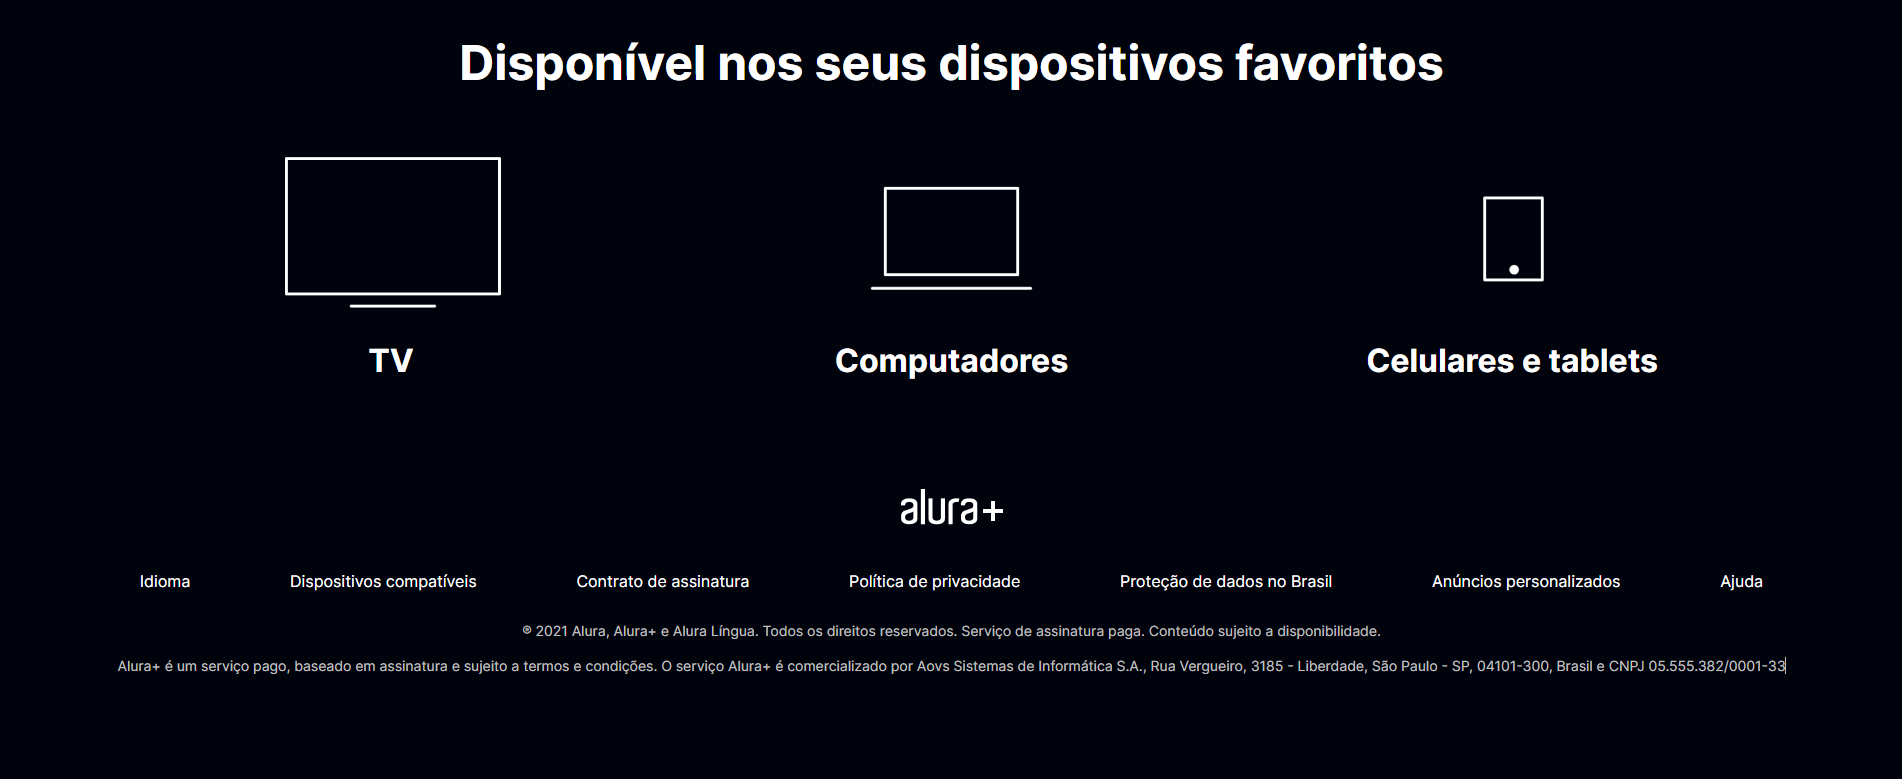 Disponível nos seus dispositivos favoritos
TV
Computadores
Celulares e tablets
alura+
Idioma
Dispositivos compatíveis
Contrato de assinatura
Política de privacidade
Proteção de dados no Brasil
Anúncios personalizados
Ajuda
® 2021 Alura, Alura+ e Alura Língua. Todos os direitos reservados. Serviço de assinatura paga. Conteúdo sujeito a disponibilidade.
Alura+ é um serviço pago, baseado em assinatura e sujeito a termos e condições. O serviço Alura+ é comercializado por Aovs Sistemas de Informática S.A., Rua Vergueiro, 3185 - Liberdade, São Paulo - SP, 04101-300, Brasil e CNPJ 05.555.382/0001-33